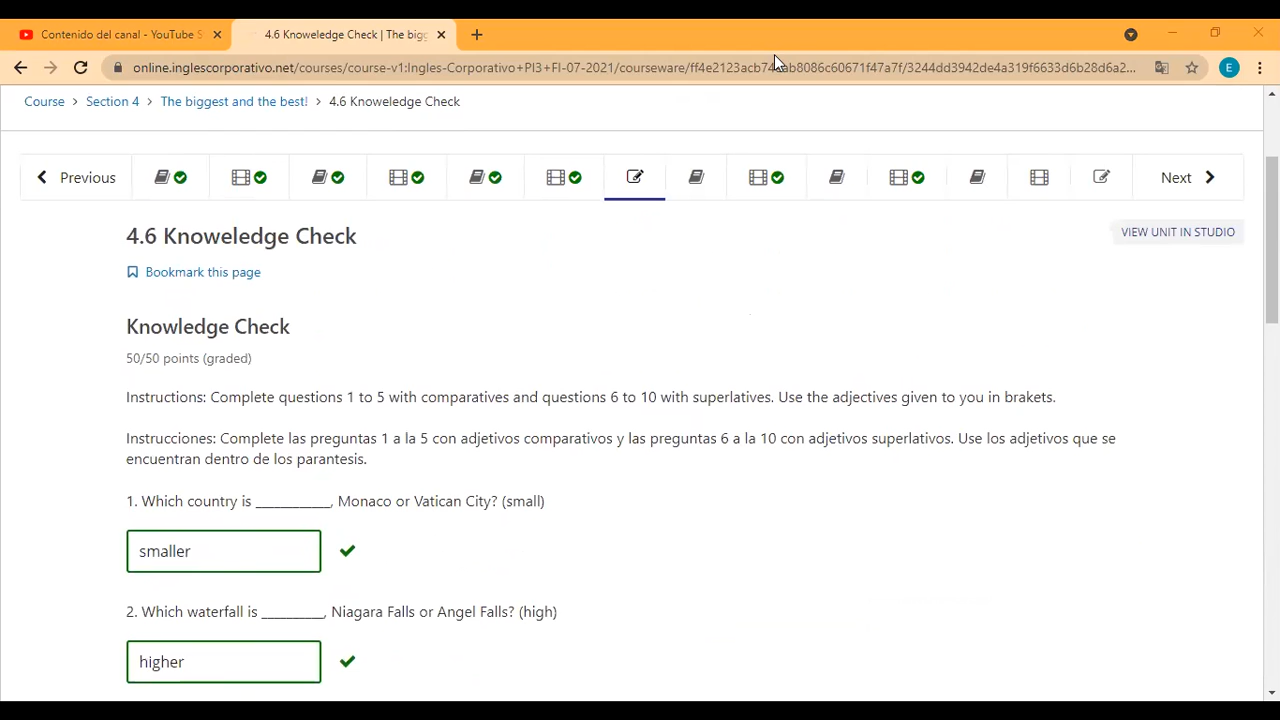 Contenido del canal - YouTube S
4.6 Knoweledge Check | The bigg
online.inglescorporativo.net/courses/course-v1:Ingles-Corporativo+PI3+FI-07-2021/courseware/ff4e2123acb74 ab8086c60671f47a7f/3244dd3942de4a319f6633d6b28d6a2...
E
Course > Section 4 > The biggest and the best! > 4.6 Knoweledge Check
Previous
Next
4.6 Knoweledge Check
VIEW UNIT IN STUDIO
Bookmark this page
Knowledge Check
50/50 points (graded)
Instructions: Complete questions 1 to 5 with comparatives and questions 6 to 10 with superlatives. Use the adjectives given to you in brakets.
Instrucciones: Complete las preguntas 1 a la 5 con adjetivos comparativos y las preguntas 6 a la 10 con adjetivos superlativos. Use los adjetivos que se
encuentran dentro de los parantesis.
1. Which country is ____________, Monaco or Vatican City? (small)
smaller
2. Which waterfall is __________, Niagara Falls or Angel Falls? (high)
higher